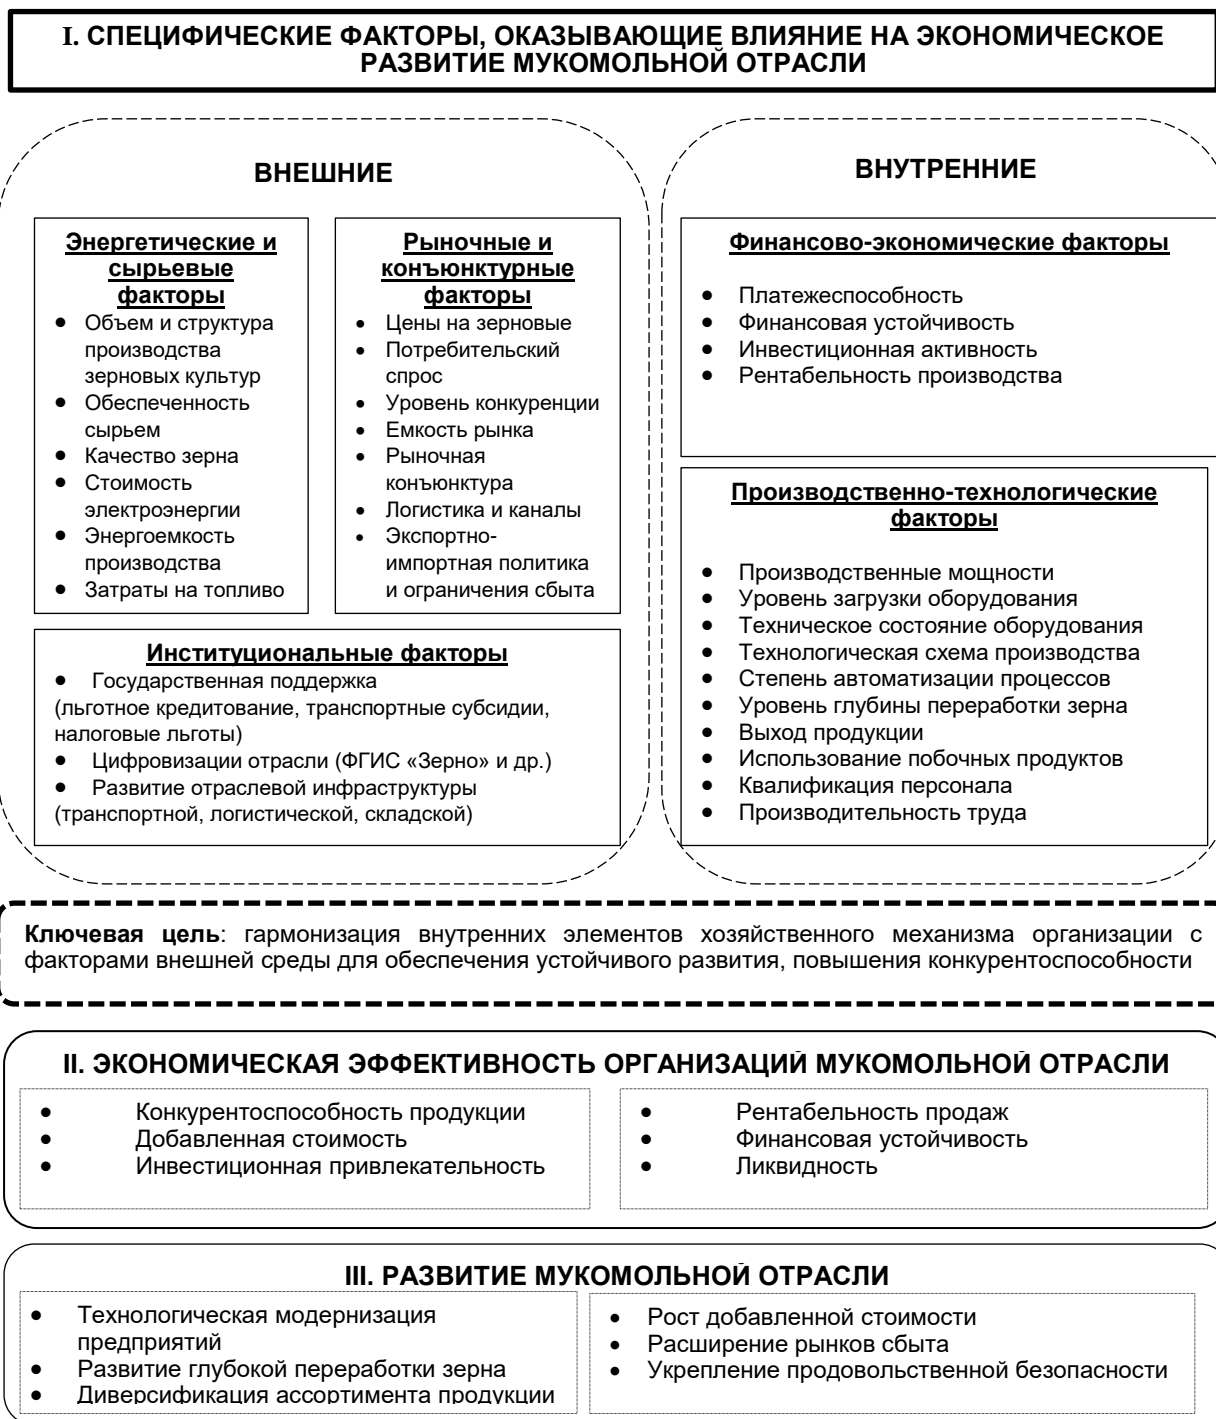 I. СПЕЦИФИЧЕСКИЕ ФАКТОРЫ, ОКАЗЫВАЮЩИЕ ВЛИЯНИЕ НА ЭКОНОМИЧЕСКОЕ
РАЗВИТИЕ МУКОМОЛЬНОЙ ОТРАСЛИ
ВНЕШНИЕ
Энергетические и
сырьевые
факторы
• Объем и структура
производства
зерновых культур
• Обеспеченность
сырьем
• Качество зерна
• Стоимость
электроэнергии
• Энергоемкость
производства
• Затраты на топливо
Рыночные и
конъюнктурные
факторы
• Цены на зерновые
• Потребительский
спрос
• Уровень конкуренции
• Емкость рынка
• Рыночная
конъюнктура
• Логистика и каналы
• Экспортно-
импортная политика
и ограничения сбыта
Институциональные факторы
• Государственная поддержка
(льготное кредитование, транспортные субсидии,
налоговые льготы)
• Цифровизации отрасли (ФГИС «Зерно» и др.)
• Развитие отраслевой инфраструктуры
(транспортной, логистической, складской)
ВНУТРЕННИЕ
Финансово-экономические факторы
• Платежеспособность
• Финансовая устойчивость
• Инвестиционная активность
• Рентабельность производства
Производственно-технологические
факторы
• Производственные мощности
• Уровень загрузки оборудования
• Техническое состояние оборудования
• Технологическая схема производства
• Степень автоматизации процессов
• Уровень глубины переработки зерна
• Выход продукции
• Использование побочных продуктов
• Квалификация персонала
• Производительность труда
Ключевая цель: гармонизация внутренних элементов хозяйственного механизма организации с
факторами внешней среды для обеспечения устойчивого развития, повышения конкурентоспособности
II. ЭКОНОМИЧЕСКАЯ ЭФФЕКТИВНОСТЬ ОРГАНИЗАЦИЙ МУКОМОЛЬНОЙ ОТРАСЛИ
• Конкурентоспособность продукции
• Добавленная стоимость
• Инвестиционная привлекательность
• Рентабельность продаж
• Финансовая устойчивость
• Ликвидность
III. РАЗВИТИЕ МУКОМОЛЬНОЙ ОТРАСЛИ
• Технологическая модернизация
предприятий
• Развитие глубокой переработки зерна
• Диверсификация ассортимента продукции
• Рост добавленной стоимости
• Расширение рынков сбыта
• Укрепление продовольственной безопасности